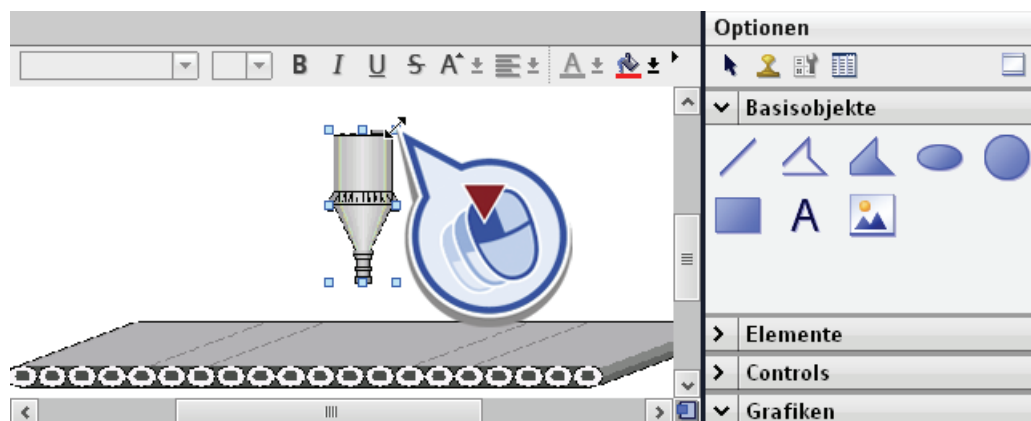 Optionen
B I U S A A
Basisobjekte
A
Elemente
Controls
Grafiken